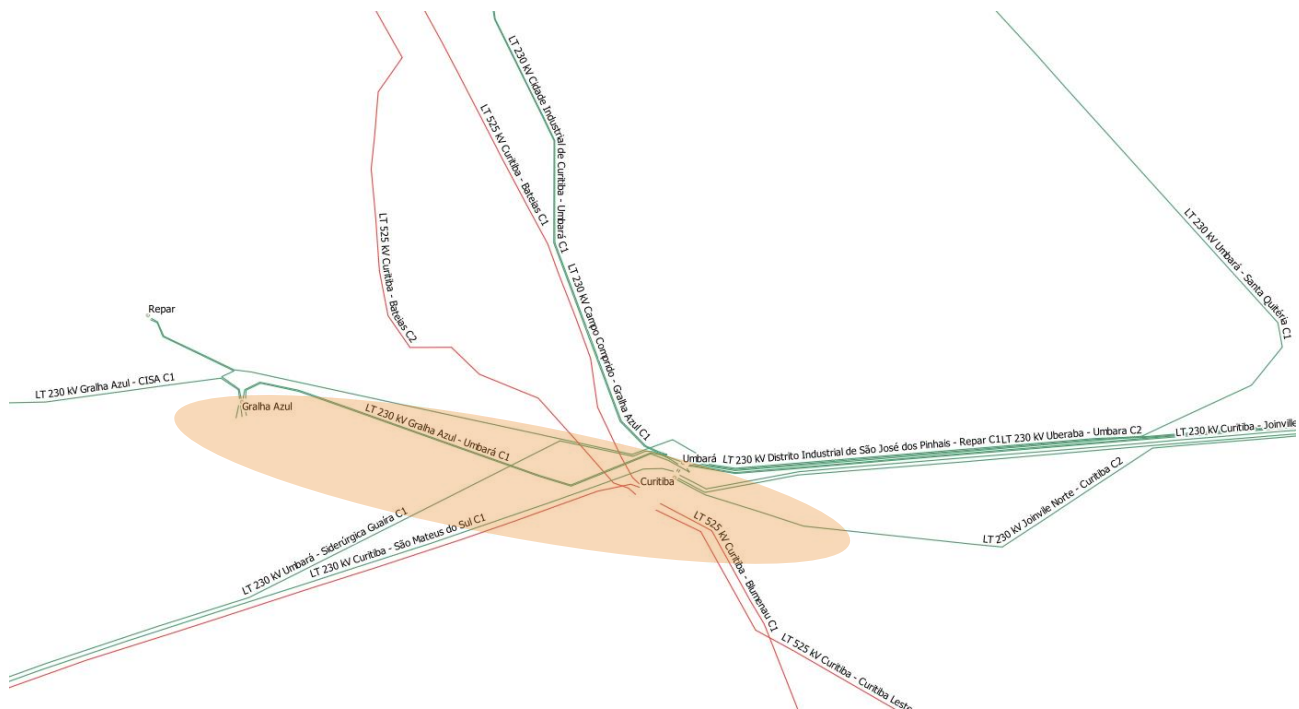 LT 230 kV Cidade Industrial de Curitiba - Umbará C1
LT 525 kV Curitiba - Bateias C1
LT 525 kV Curitiba - Bateias C2
LT 230 kV Umbará - Santa Quitéria C1
LT 230 kV Campo Comprido - Gralha Azul C1
Repar
LT 230 kV Gralha Azul - CISA C1
Gralha Azul
LT 230 kV Gralha Azul - Umbará C1
Umbará
LT 230 kV Distrito Industrial de São José dos Pinhais - Repar C1
LT 230 kV Uberaba - Umbara C2
LT 230 kV Curitiba - Joinville
Curitiba
LT 230 kV Joinvile Norte - Curitiba C2
LT 230 kV Umbará - Siderúrgica Guaíra C1
LT 230 kV Curitiba - São Mateus do Sul C1
LT 525 kV Curitiba - Blumenau C1
LT 525 kV Curitiba - Curitiba Leste